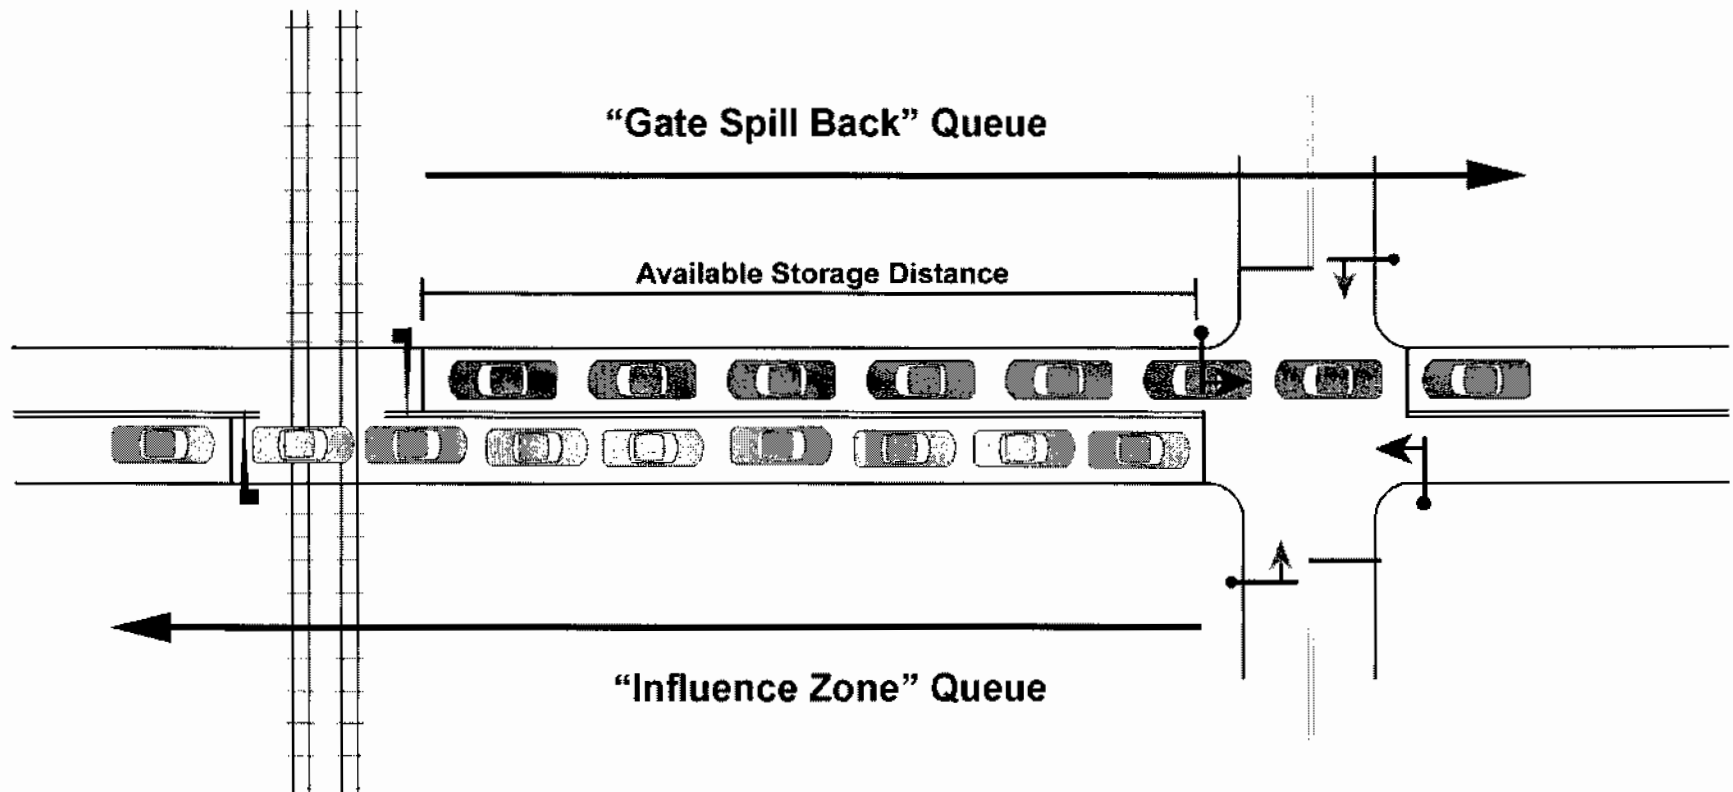 “Gate Spill Back” Queue
Available Storage Distance
“Influence Zone” Queue